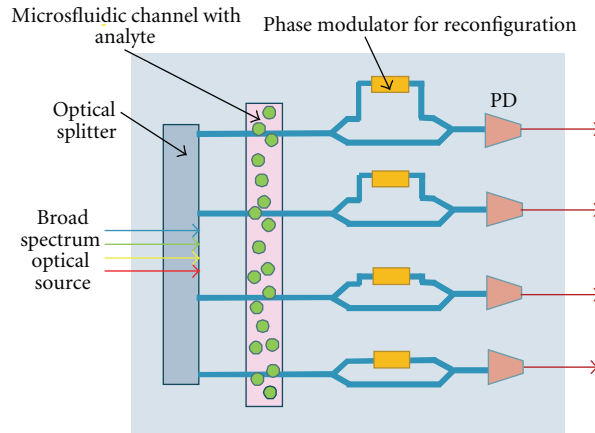 Microsfluidic channel with
analyte
Phase modulator for reconfiguration
Optical
splitter
PD
Broad
spectrum
optical
source